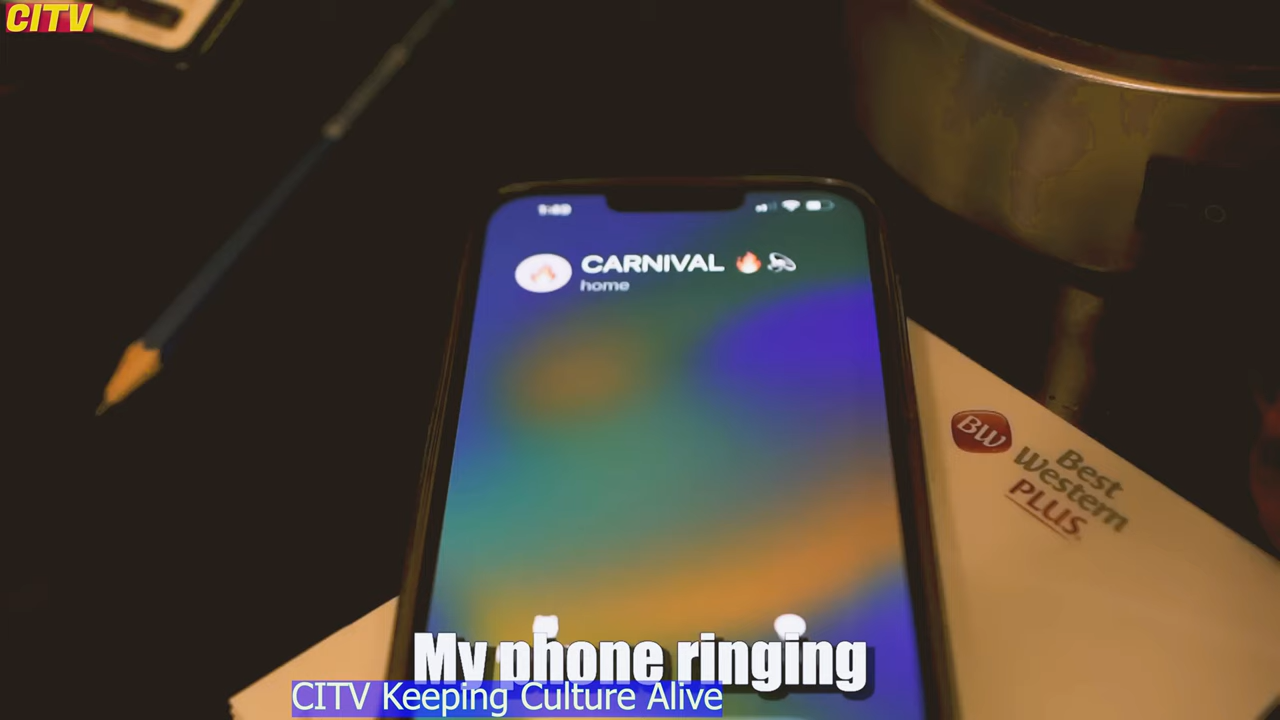 CITV
CARNIVAL 🔥
home
BW
Best
Western
PLUS
My phone ringing
CITV Keeping Culture Alive